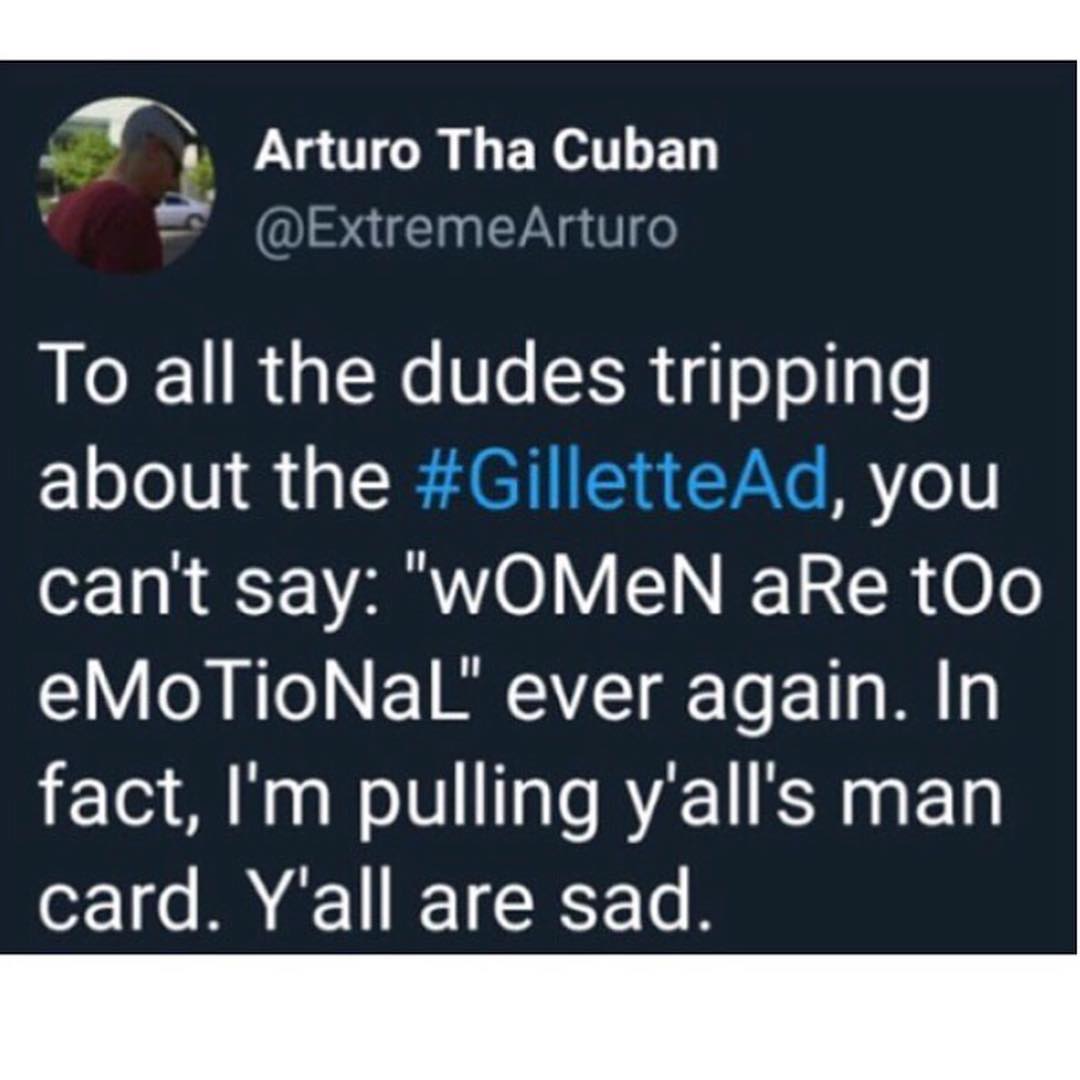 Arturo Tha Cuban
@ExtremeArturo
To all the dudes tripping
about the #GilletteAd, you
can't say: "wOMeN aRe tOo
eMoTioNaL" ever again. In
fact, I'm pulling y'all's man
card. Y'all are sad.